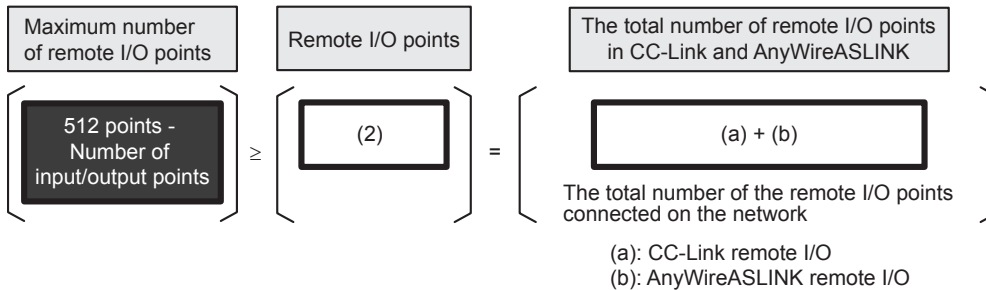 Maximum number
of remote I/O points
Remote I/O points
The total number of remote I/O points
in CC-Link and AnyWireASLINK
512 points -
Number of
input/output points
≥
(2)
=
(a) + (b)
The total number of the remote I/O points
connected on the network
(a): CC-Link remote I/O
(b): AnyWireASLINK remote I/O